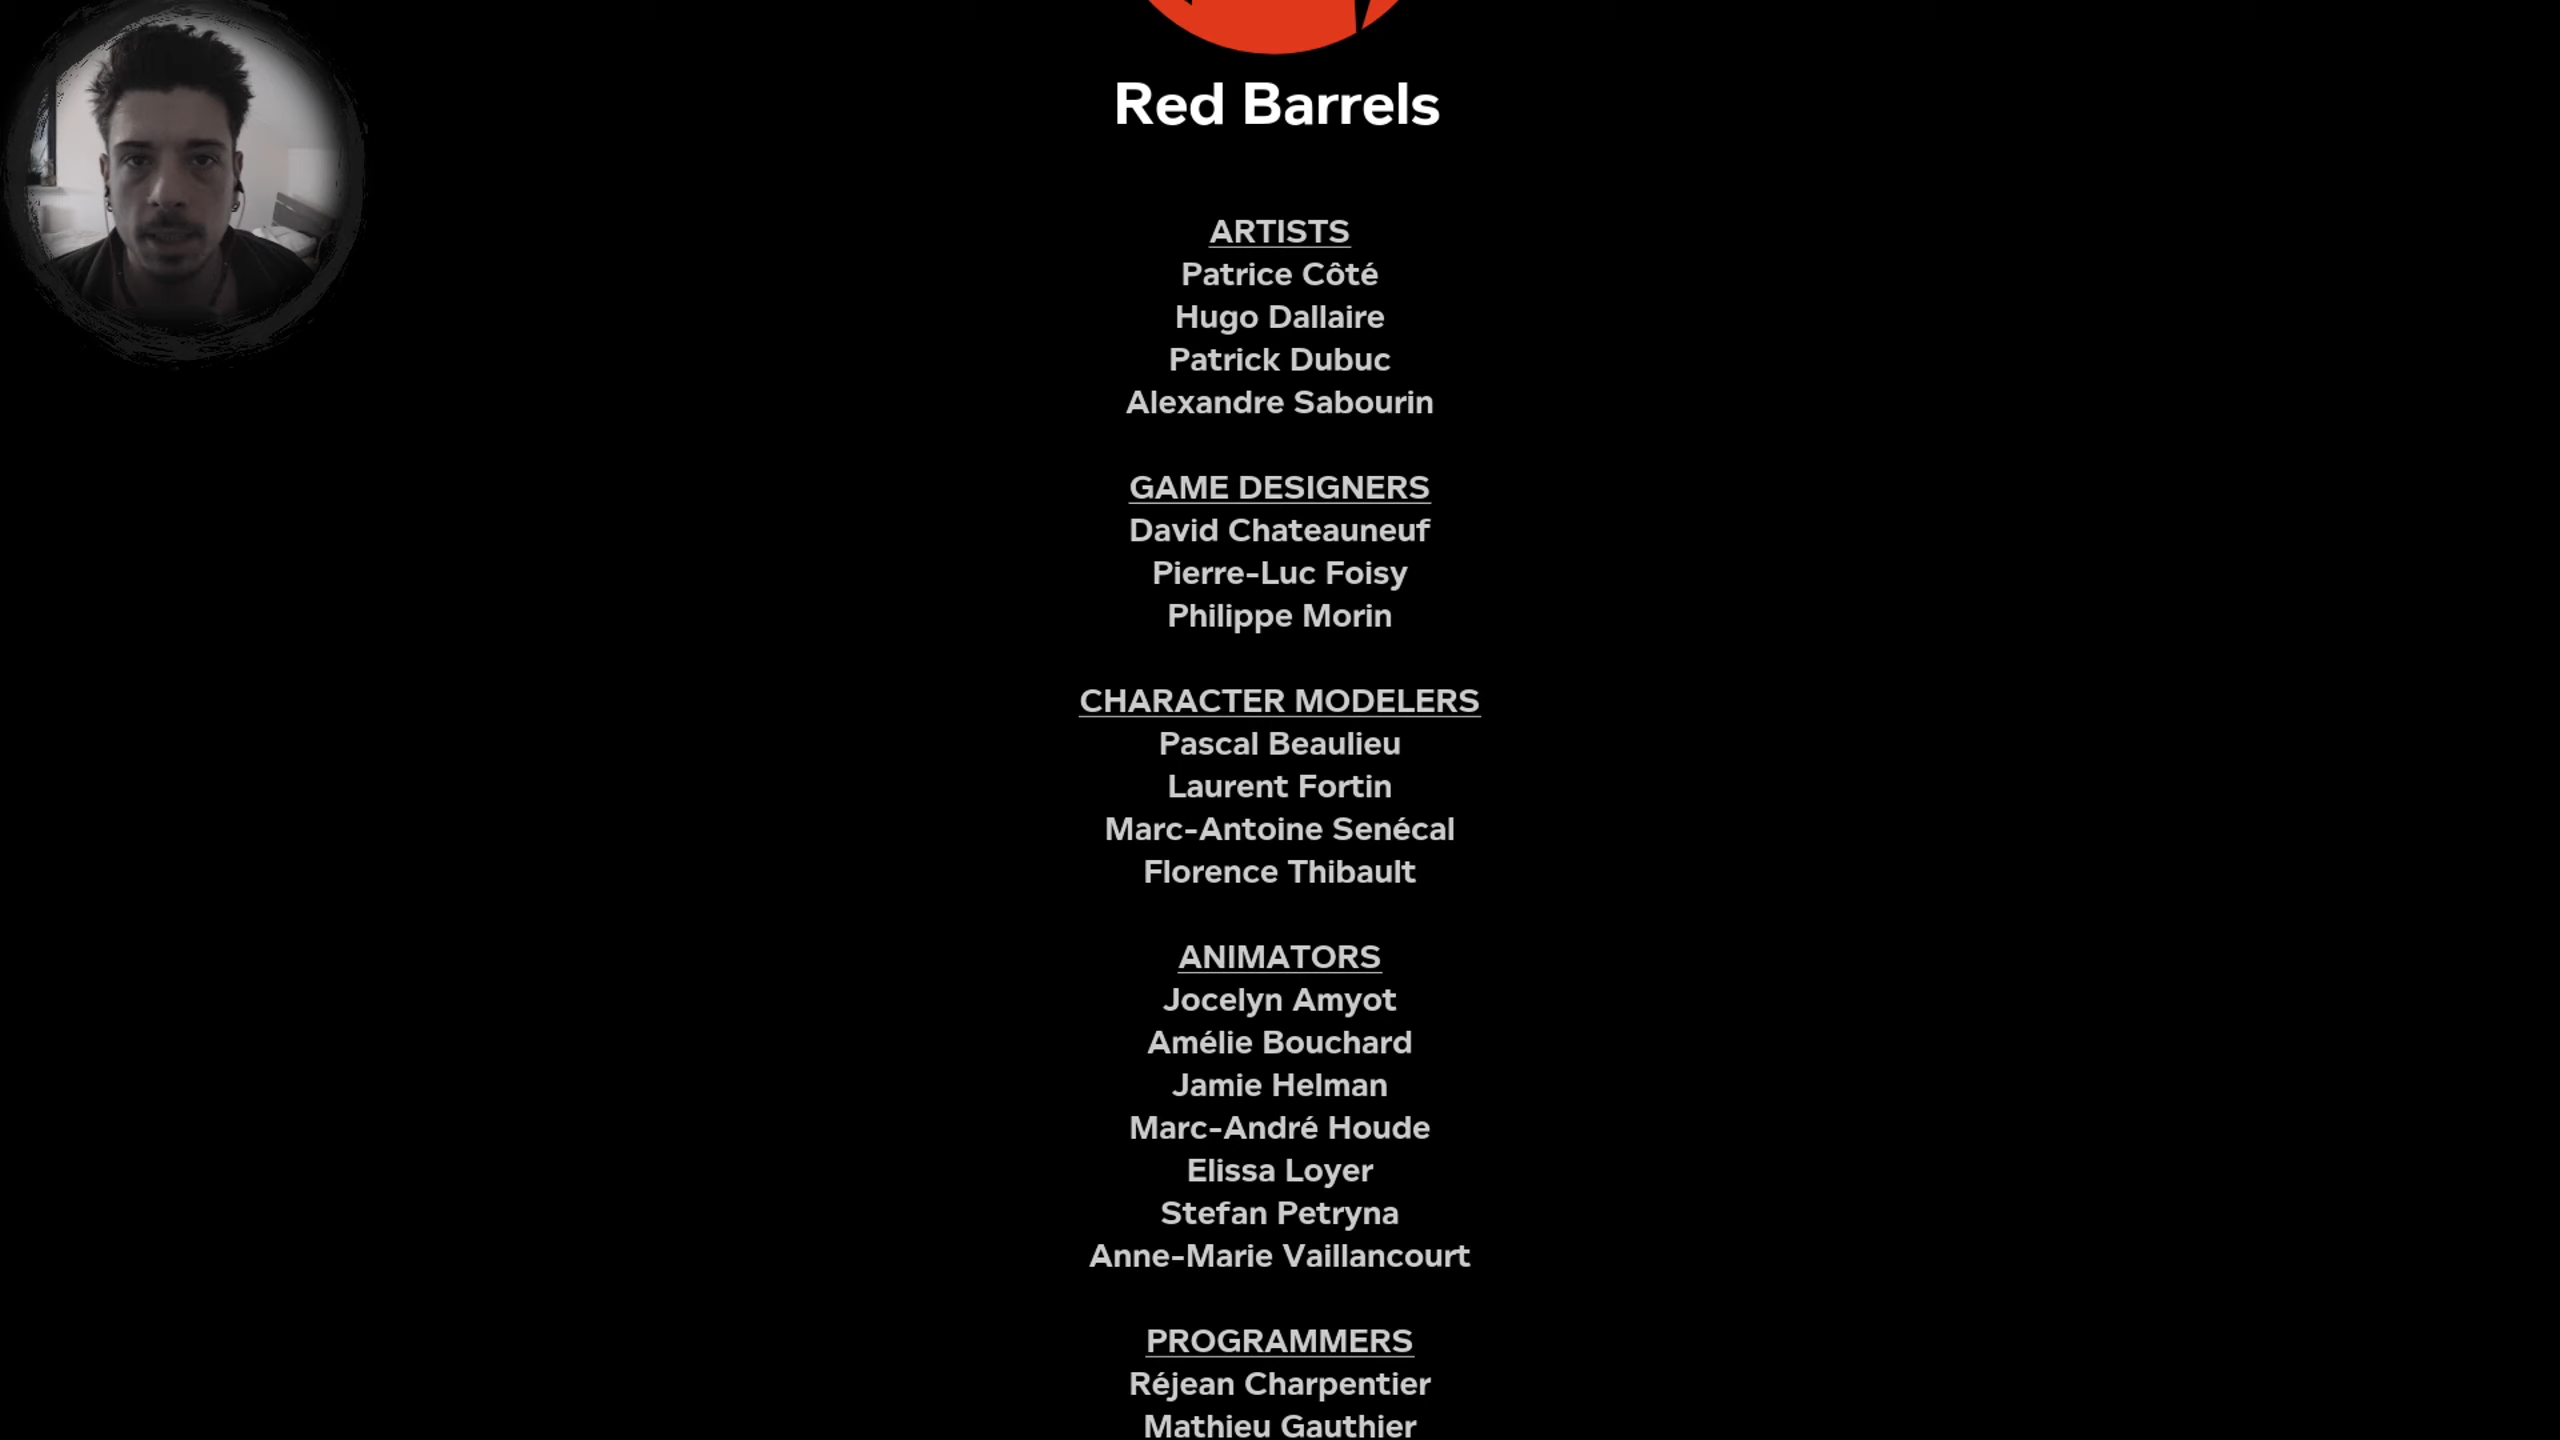 Red Barrels
ARTISTS
Patrice Côté
Hugo Dallaire
Patrick Dubuc
Alexandre Sabourin
GAME DESIGNERS
David Chateauneuf
Pierre-Luc Foisy
Philippe Morin
CHARACTER MODELERS
Pascal Beaulieu
Laurent Fortin
Marc-Antoine Senécal
Florence Thibault
ANIMATORS
Jocelyn Amyot
Amélie Bouchard
Jamie Helman
Marc-André Houde
Elissa Loyer
Stefan Petryna
Anne-Marie Vaillancourt
PROGRAMMERS
Réjean Charpentier
Mathieu Gauthier